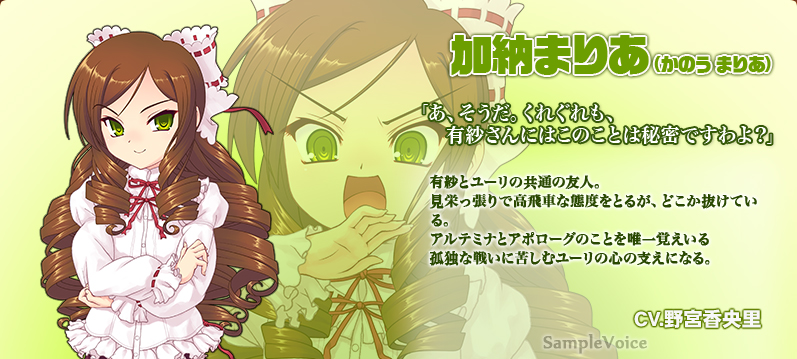 加納まりあ(かのう まりあ)
「あ、そうだ。くれぐれも、
有紗さんにはこのことは秘密ですわよ?」
有紗とユーリの共通の友人。
見栄っ張りで高飛車な態度をとるが、どこか抜けてい
る。
アルテミナとアポローグのことを唯一覚えいる
孤独な戦いに苦しむユーリの心の支えになる。
CV.野宮香央里
SampleVoice